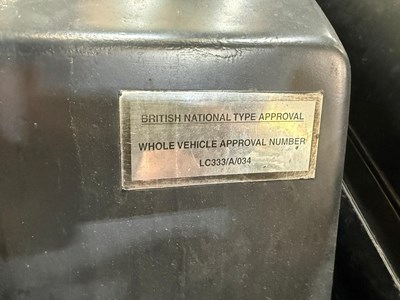 BRITISH NATIONAL TYPE APPROVAL
WHOLE VEHICLE APPROVAL NUMBER
LC333/A/034